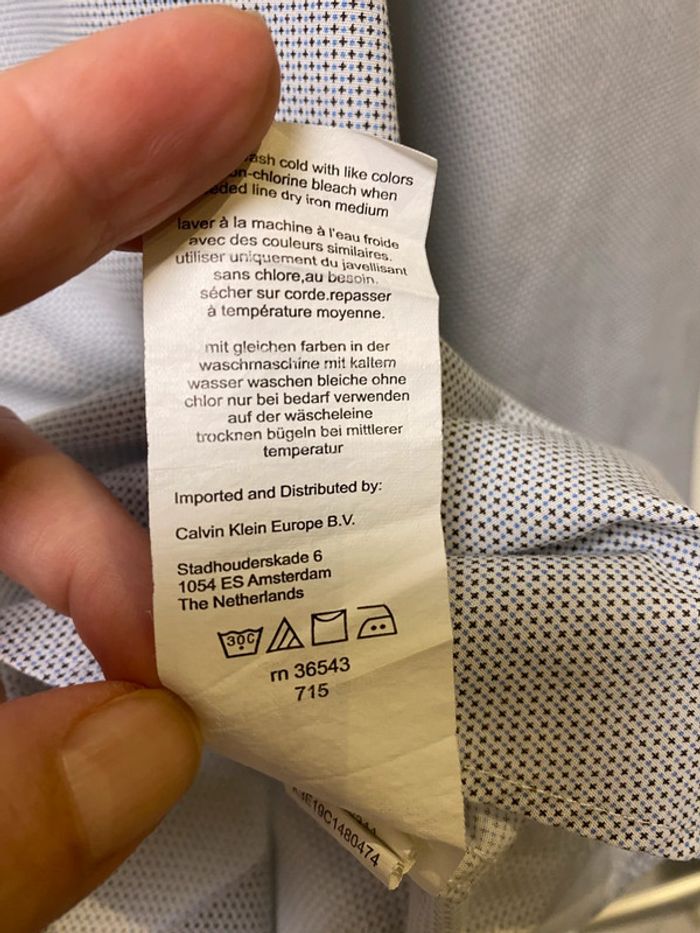 ash cold with like colors
n-chlorine bleach when
ded line dry iron medium
laver à la machine à l'eau froide
avec des couleurs similaires.
utiliser uniquement du javellisant
sans chlore,au besoin.
sécher sur corde.repasser
à température moyenne.
mit gleichen farben in der
waschmaschine mit kaltem
wasser waschen bleiche ohne
chlor nur bei bedarf verwenden
auf der wäscheleine
trocknen bügeln bei mittlerer
temperatur
Imported and Distributed by:
Calvin Klein Europe B.V.
Stadhouderskade 6
1054 ES Amsterdam
The Netherlands
30C
rn 36543
715
E19C1480474